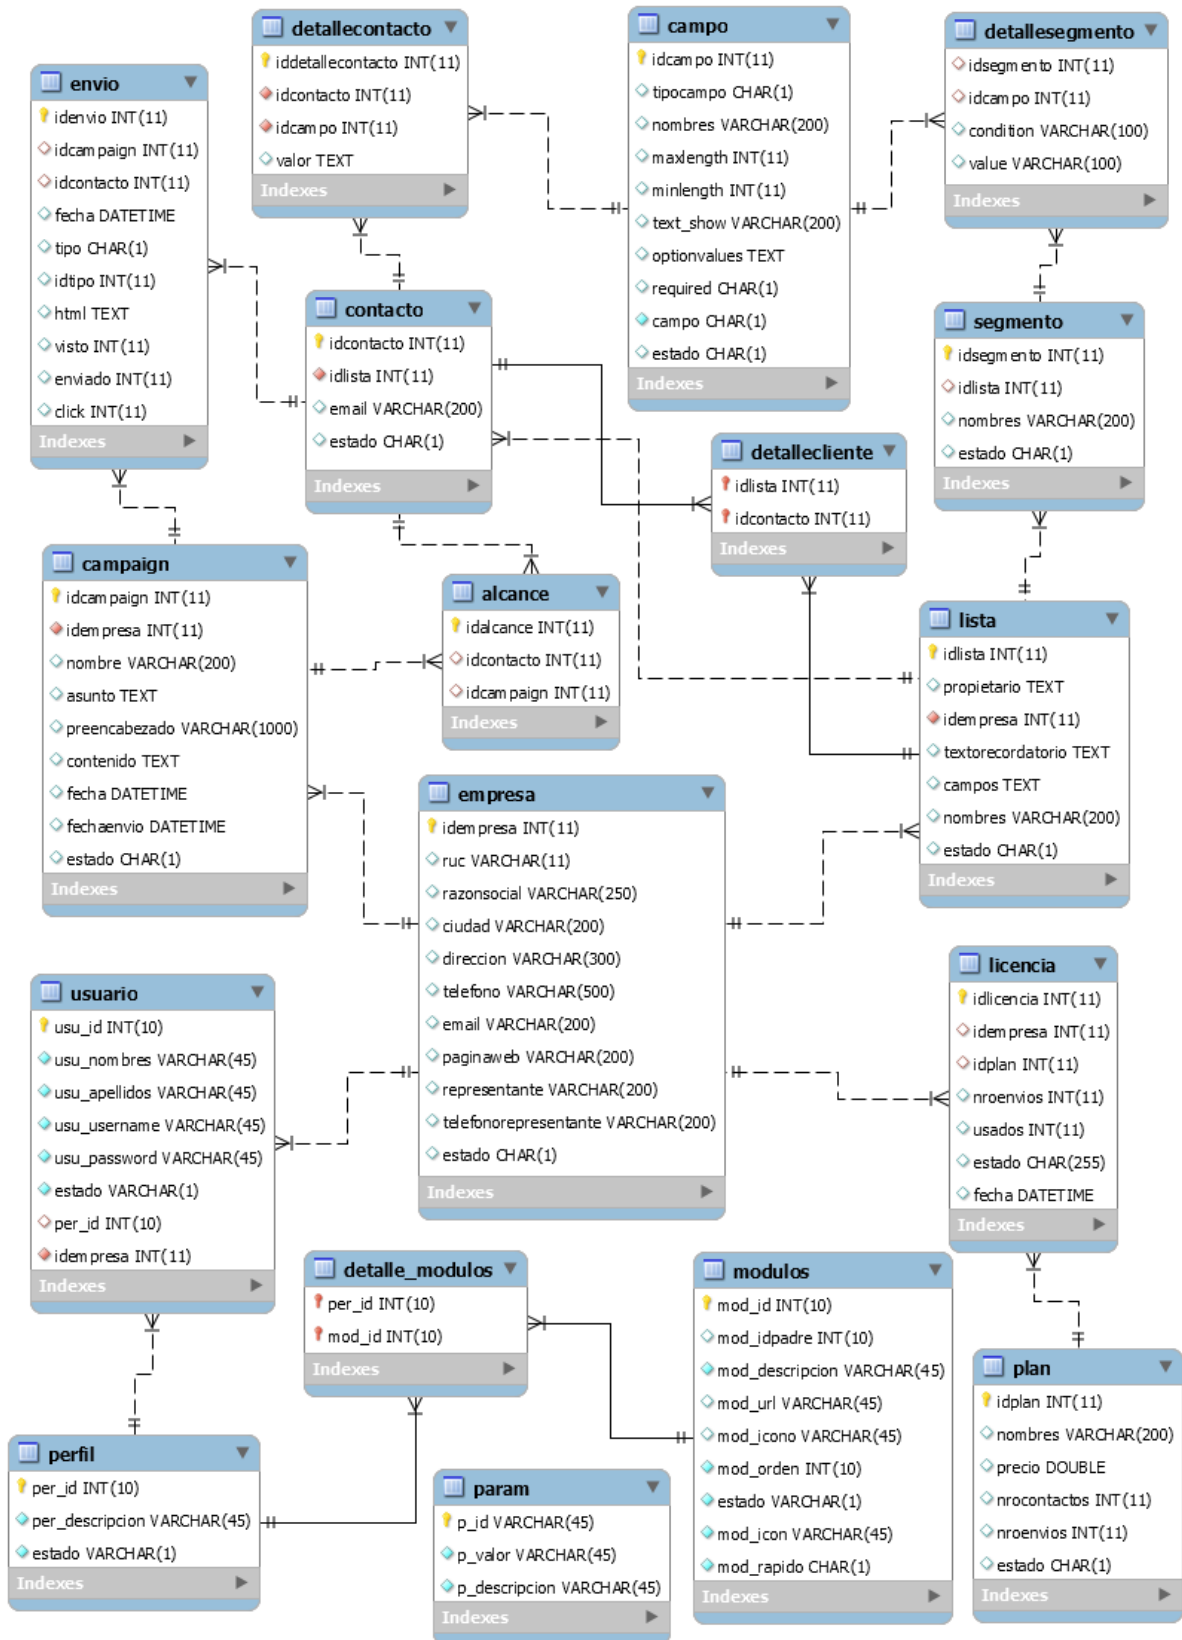 detallecontacto
iddetallecontacto INT(11)
idcontacto INT(11)
idcampo INT(11)
valor TEXT
Indexes
campo
idcampo INT(11)
tipocampo CHAR(1)
nombres VARCHAR(200)
maxlength INT(11)
minlength INT(11)
text_show VARCHAR(200)
optionvalues TEXT
required CHAR(1)
campo CHAR(1)
estado CHAR(1)
Indexes
detallesegmento
idsegmento INT(11)
idcampo INT(11)
condition VARCHAR(100)
value VARCHAR(100)
Indexes
envio
idenvio INT(11)
idcampaign INT(11)
idcontacto INT(11)
fecha DATETIME
tipo CHAR(1)
idtipo INT(11)
html TEXT
visto INT(11)
enviado INT(11)
click INT(11)
Indexes
contacto
idcontacto INT(11)
idlista INT(11)
email VARCHAR(200)
estado CHAR(1)
Indexes
segmento
idsegmento INT(11)
idlista INT(11)
nombres VARCHAR(200)
estado CHAR(1)
Indexes
detallecliente
idlista INT(11)
idcontacto INT(11)
Indexes
campaign
idcampaign INT(11)
idempresa INT(11)
nombre VARCHAR(200)
asunto TEXT
preencabezado VARCHAR(1000)
contenido TEXT
fecha DATETIME
fechaenvio DATETIME
estado CHAR(1)
Indexes
alcance
idalcance INT(11)
idcontacto INT(11)
idcampaign INT(11)
Indexes
lista
idlista INT(11)
propietario TEXT
idempresa INT(11)
textorecordatorio TEXT
campos TEXT
nombres VARCHAR(200)
estado CHAR(1)
Indexes
empresa
idempresa INT(11)
ruc VARCHAR(11)
razonsocial VARCHAR(250)
ciudad VARCHAR(200)
direccion VARCHAR(300)
telefono VARCHAR(500)
email VARCHAR(200)
paginaweb VARCHAR(200)
representante VARCHAR(200)
telefonorepresentante VARCHAR(200)
estado CHAR(1)
Indexes
usuario
usu_id INT(10)
usu_nombres VARCHAR(45)
usu_apellidos VARCHAR(45)
usu_username VARCHAR(45)
usu_password VARCHAR(45)
estado VARCHAR(1)
per_id INT(10)
idempresa INT(11)
Indexes
licencia
idlicencia INT(11)
idempresa INT(11)
idplan INT(11)
nroenvios INT(11)
usados INT(11)
estado CHAR(255)
fecha DATETIME
Indexes
detalle_modulos
per_id INT(10)
mod_id INT(10)
Indexes
modulos
mod_id INT(10)
mod_idpadre INT(10)
mod_descripcion VARCHAR(45)
mod_url VARCHAR(45)
mod_icono VARCHAR(45)
mod_orden INT(10)
estado VARCHAR(1)
mod_icon VARCHAR(45)
mod_rapido CHAR(1)
Indexes
plan
idplan INT(11)
nombres VARCHAR(200)
precio DOUBLE
nrocontactos INT(11)
nroenvios INT(11)
estado CHAR(1)
Indexes
perfil
per_id INT(10)
per_descripcion VARCHAR(45)
estado VARCHAR(1)
Indexes
param
p_id VARCHAR(45)
p_valor VARCHAR(45)
p_descripcion VARCHAR(45)
Indexes